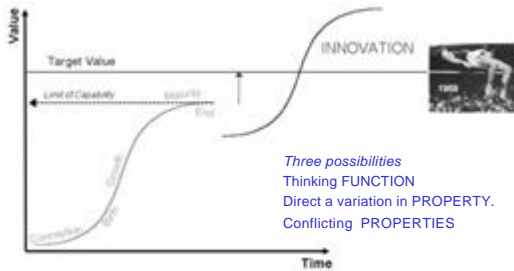 Value
INNOVATION
Target Value
Limit of Capability
Maturity
End
1968
Growth
Birth
Conception
Three possibilities
Thinking FUNCTION
Direct a variation in PROPERTY.
Conflicting PROPERTIES
Time